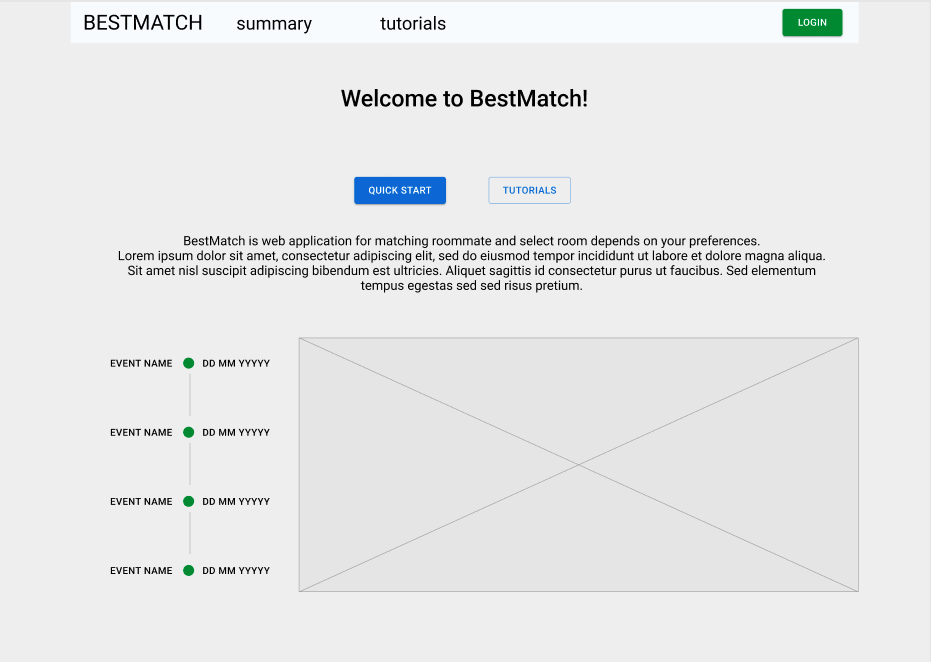 BESTMATCH summary tutorials LOGIN
Welcome to BestMatch!
QUICK START TUTORIALS
BestMatch is web application for matching roommate and select room depends on your preferences.
Lorem ipsum dolor sit amet, consectetur adipiscing elit, sed do eiusmod tempor incididunt ut labore et dolore magna aliqua.
Sit amet nisl suscipit adipiscing bibendum est ultricies. Aliquet sagittis id consectetur purus ut faucibus. Sed elementum
tempus egestas sed sed risus pretium.
EVENT NAME DD MM YYYYY
EVENT NAME DD MM YYYYY
EVENT NAME DD MM YYYYY
EVENT NAME DD MM YYYYY